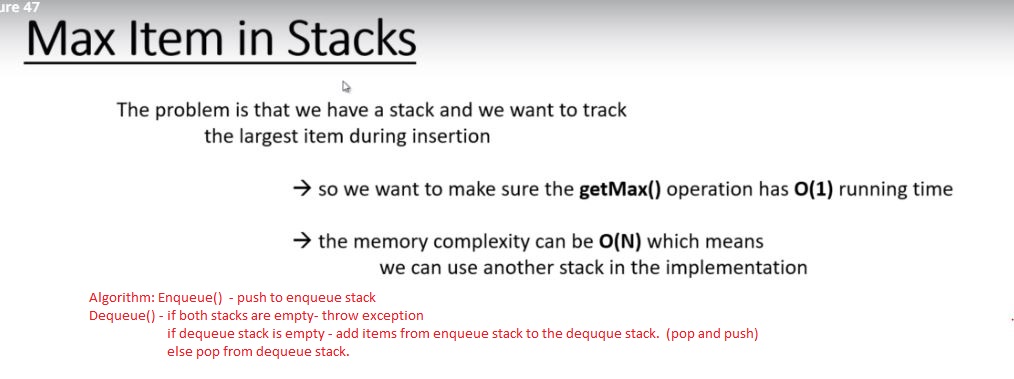 ure 47
Max Item in Stacks
The problem is that we have a stack and we want to track
the largest item during insertion
→ so we want to make sure the getMax() operation has O(1) running time
→ the memory complexity can be O(N) which means
we can use another stack in the implementation
Algorithm: Enqueue() - push to enqueue stack
Dequeue() - if both stacks are empty- throw exception
if dequeue stack is empty - add items from enqueue stack to the dequque stack. (pop and push)
else pop from dequeue stack.